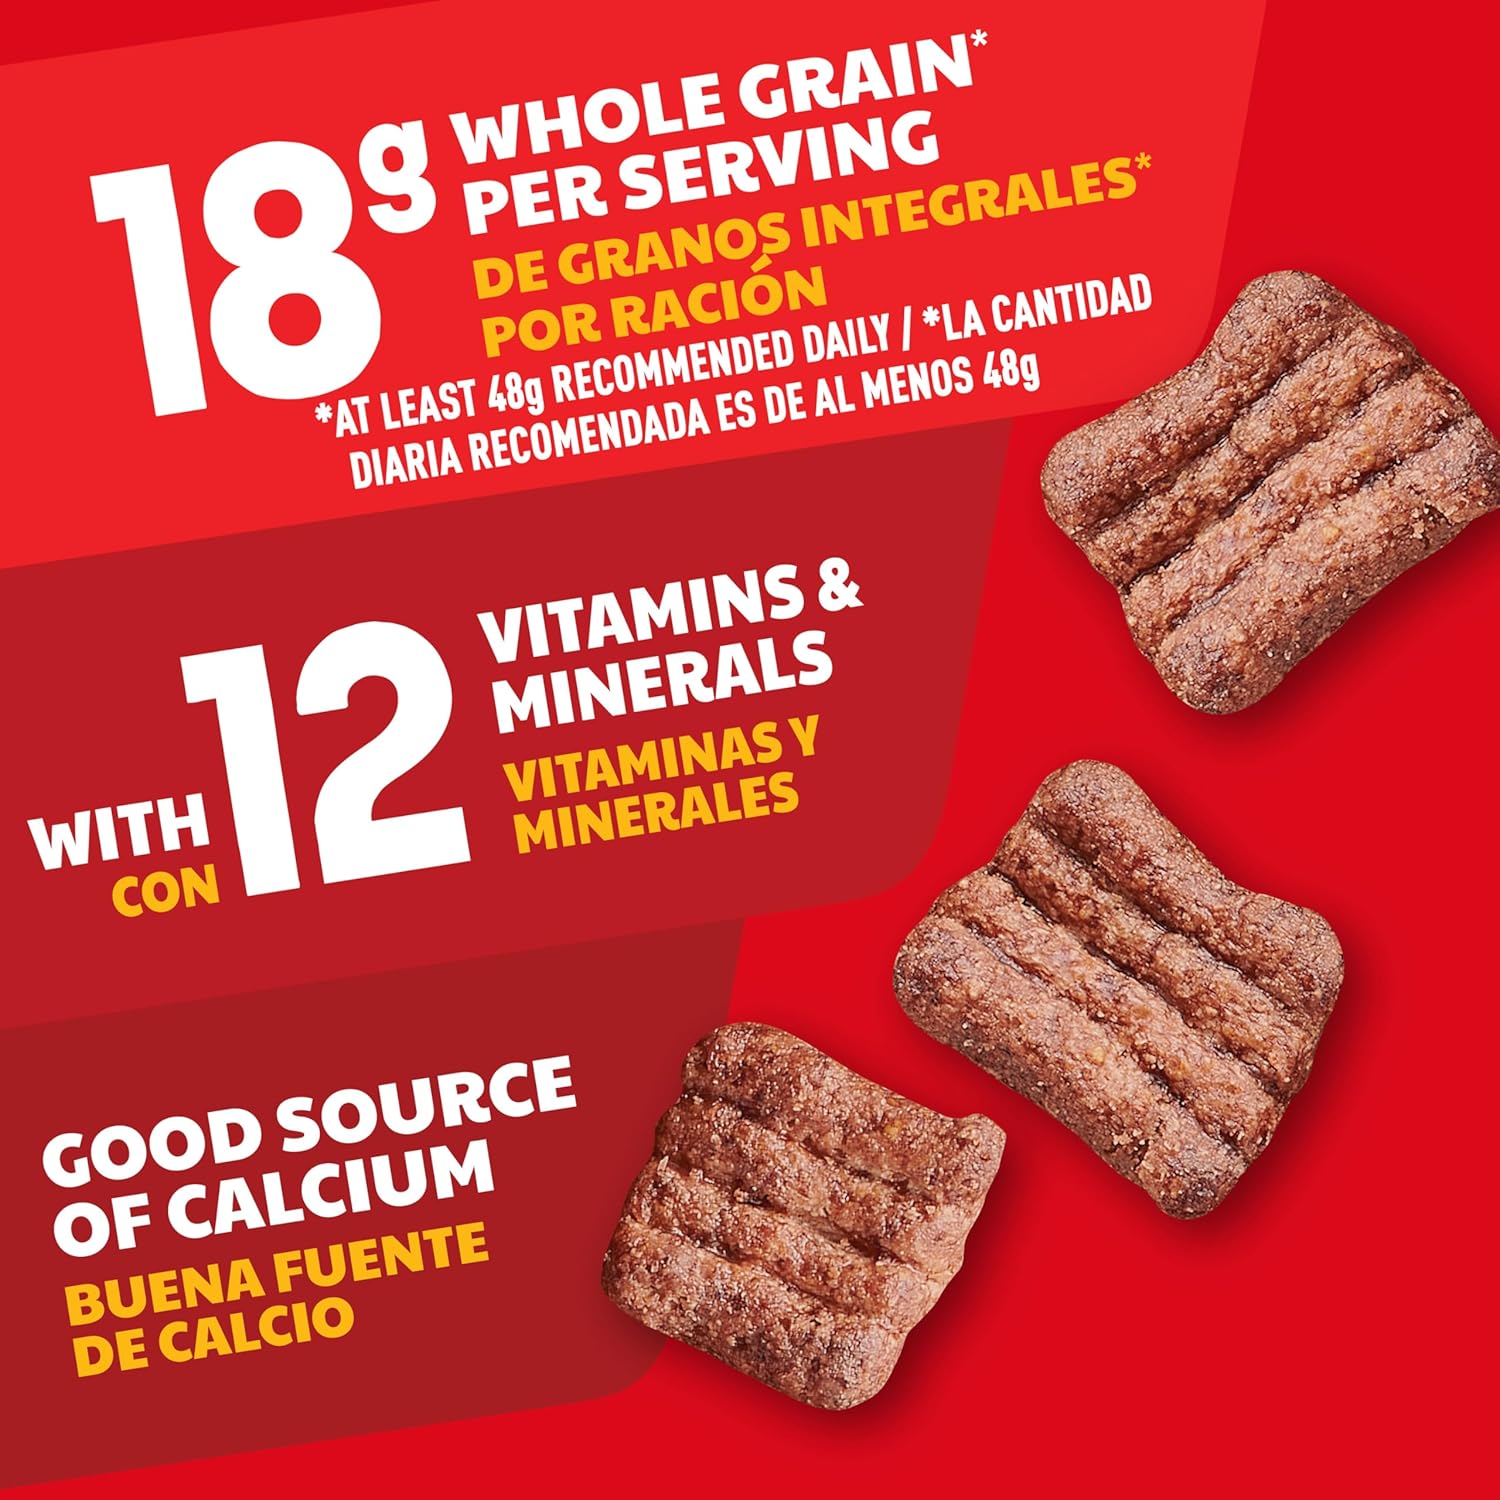 18g WHOLE GRAIN*
PER SERVING
DE GRANOS INTEGRALES*
POR RACIÓN
*AT LEAST 48g RECOMMENDED DAILY / *LA CANTIDAD
DIARIA RECOMENDADA ES DE AL MENOS 48g
WITH
CON
12
VITAMINS &
MINERALS
VITAMINAS Y
MINERALES
GOOD SOURCE
OF CALCIUM
BUENA FUENTE
DE CALCIO